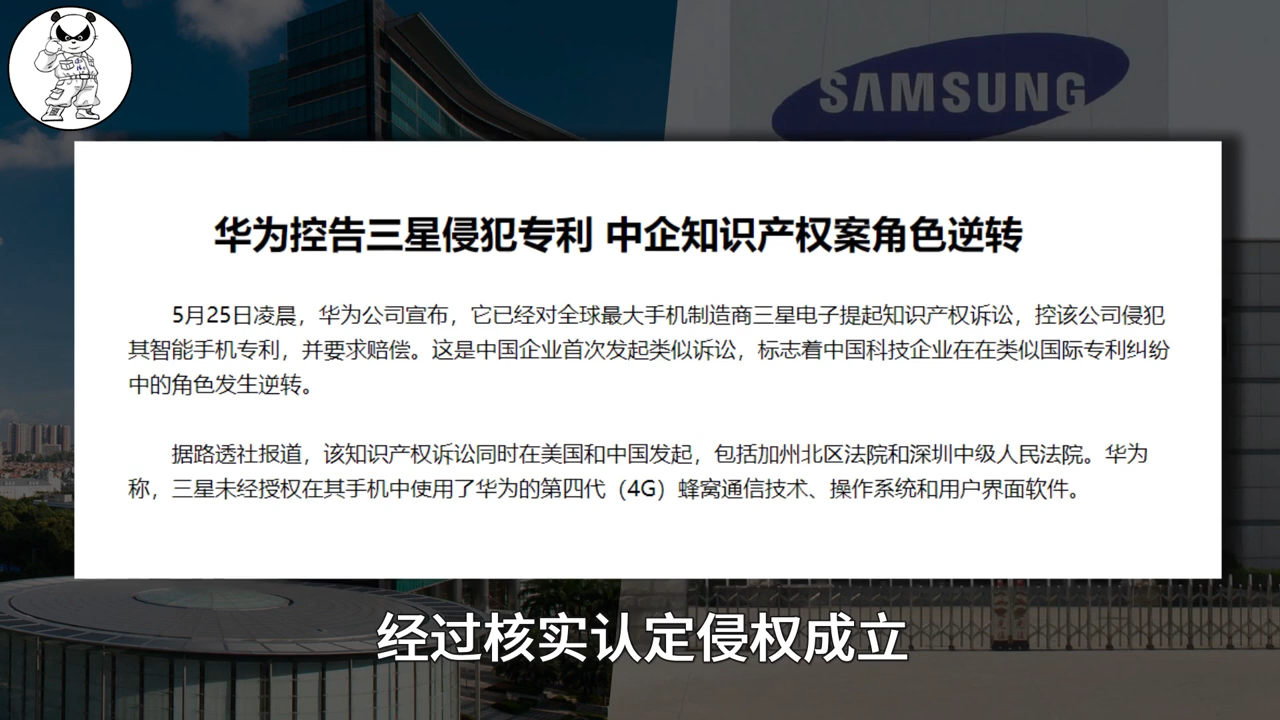 SAMSUNG
华为控告三星侵犯专利 中企知识产权案角色逆转
5月25日凌晨，华为公司宣布，它已经对全球最大手机制造商三星电子提起知识产权诉讼，控该公司侵犯
其智能手机专利，并要求赔偿。这是中国企业首次发起类似诉讼，标志着中国科技企业在在类似国际专利纠纷
中的角色发生逆转。
据路透社报道，该知识产权诉讼同时在美国和中国发起，包括加州北区法院和深圳中级人民法院。华为
称，三星未经授权在其手机中使用了华为的第四代（4G）蜂窝通信技术、操作系统和用户界面软件。
经过核实认定侵权成立